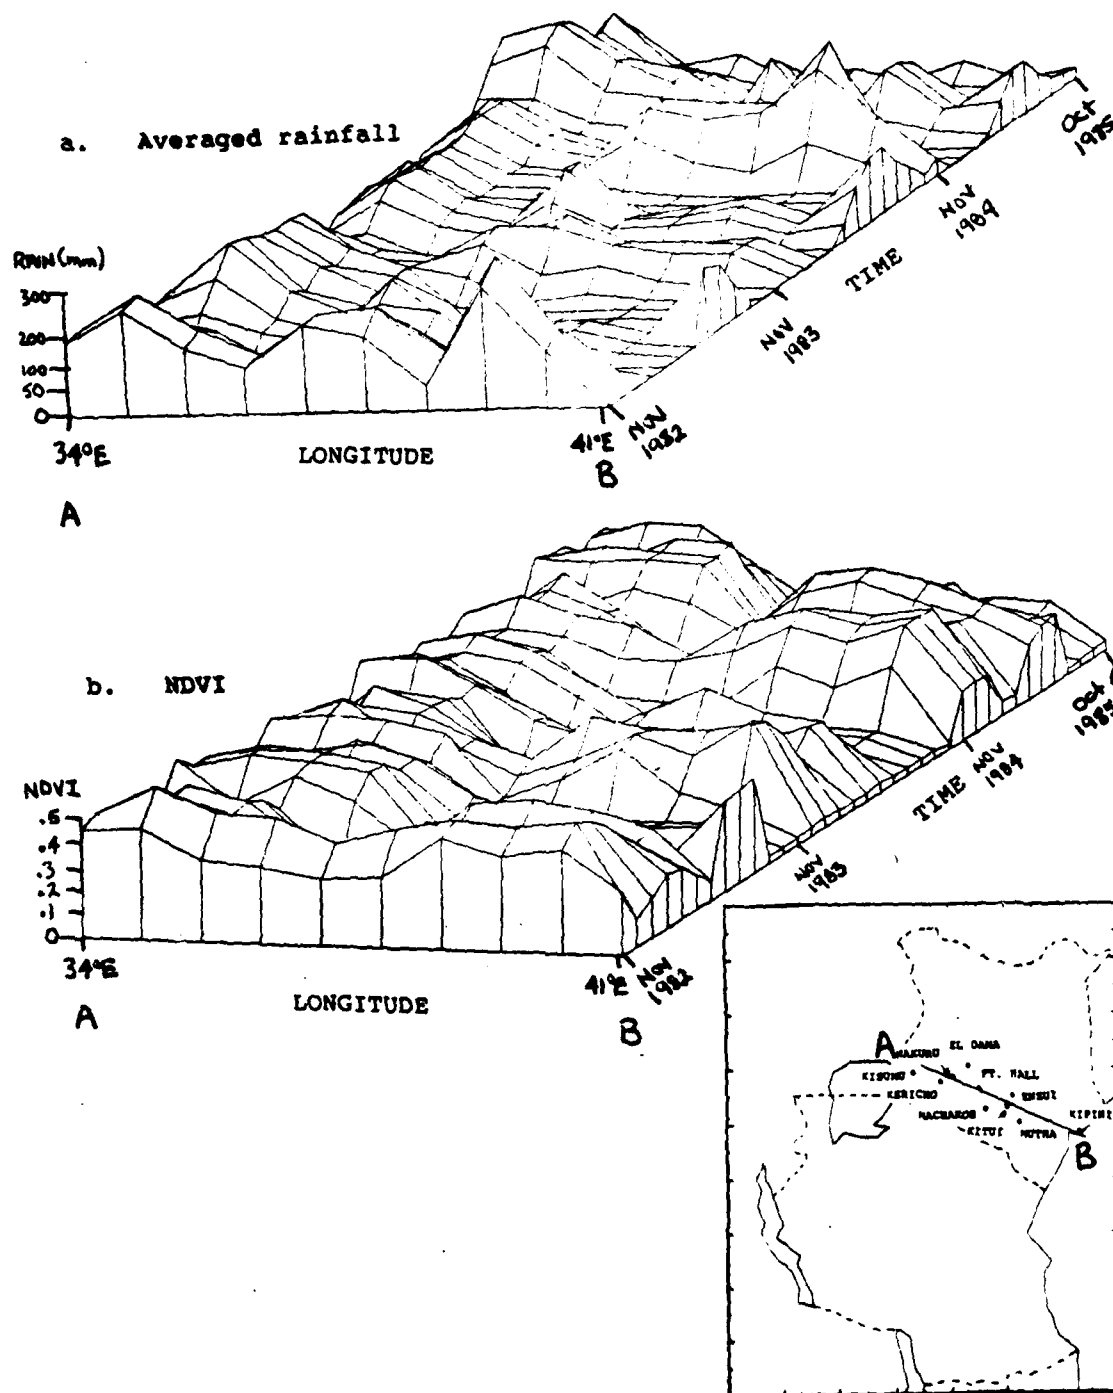 a. Averaged rainfall
RAIN (mm)
300
200
100
50
0
34°E
LONGITUDE
41°E
NOV
1982
NOV
1983
TIME
NOV
1984
Oct
1985
A
B
b. NDVI
NDVI
.5
.4
.3
.2
.1
0
34°E
LONGITUDE
41°E
NOV
1982
NOV
1983
TIME
NOV
1984
Oct
1985
A
B
A
NAKURU
EL DAMA
KISUMU
FT. HALL
KERICHO
MACHAKOS
KITUI
MUTHA
KIPINI
B